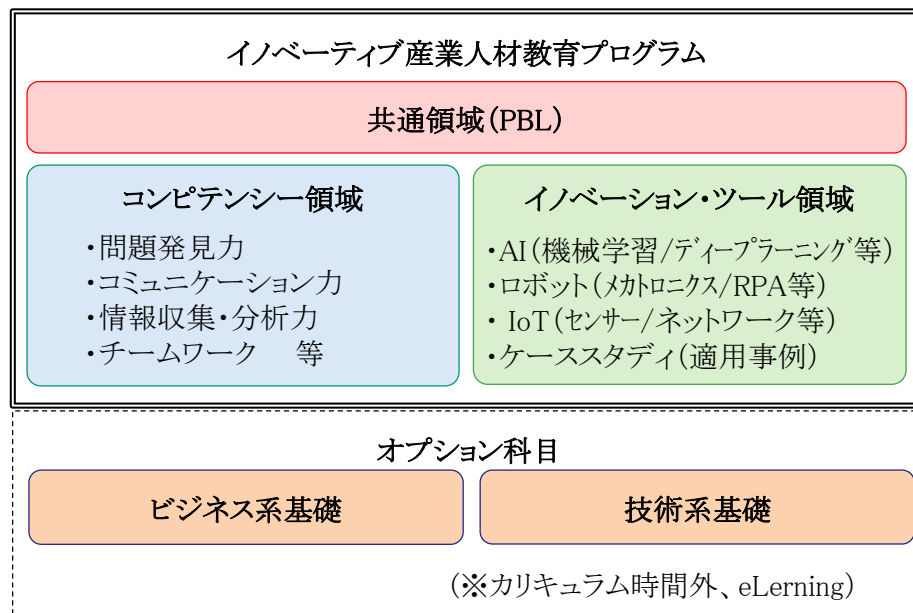 イノベーティブ産業人材教育プログラム
共通領域(PBL)
コンピテンシー領域
・問題発見力
・コミュニケーション力
・情報収集・分析力
・チームワーク　等
イノベーション・ツール領域
・AI(機械学習/ディープラーニング等)
・ロボット(メカトロニクス/RPA等)
・IoT(センサー/ネットワーク等)
・ケーススタディ(適用事例)
オプション科目
ビジネス系基礎
技術系基礎
(※カリキュラム時間外、eLerning)